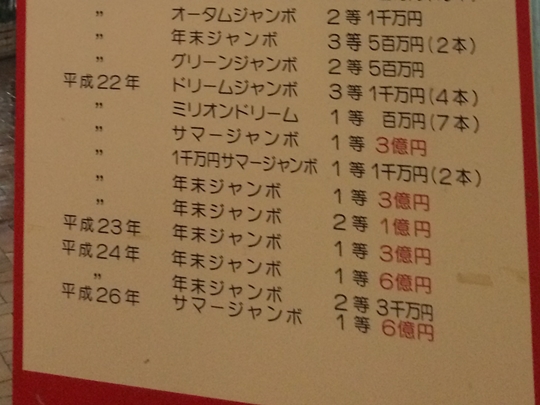 〃 オータムジャンボ 2等 1千万円
〃 年末ジャンボ 3等 5百万円(2本)
〃 グリーンジャンボ 2等 5百万円
平成22年 ドリームジャンボ 3等 1千万円(4本)
〃 ミリオンドリーム 1等 百万円(7本)
〃 サマージャンボ 1等 3億円
〃 1千万円サマージャンボ 1等 1千万円(2本)
〃 年末ジャンボ 1等 3億円
〃 年末ジャンボ 2等 1億円
平成23年 年末ジャンボ 1等 3億円
平成24年 年末ジャンボ 1等 6億円
〃 年末ジャンボ 2等 3千万円
平成26年 サマージャンボ 1等 6億円